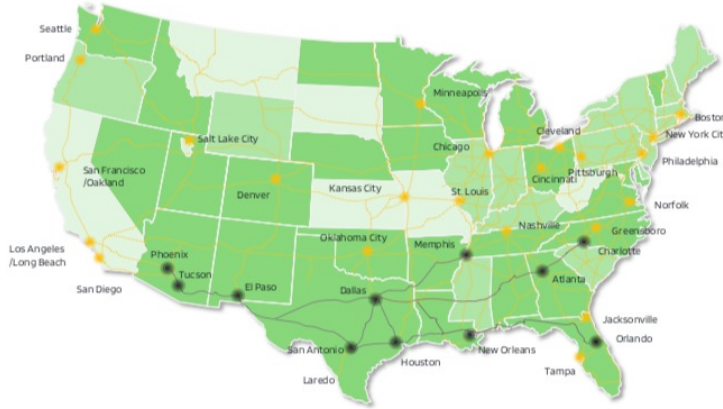 Seattle
Portland
Minneapolis
Boston
Salt Lake City
Chicago
Cleveland
New York City
San Francisco
/Oakland
Pittsburgh
Philadelphia
Denver
Kansas City
St. Louis
Cincinnati
Norfolk
Nashville
Greensboro
Oklahoma City
Memphis
Charlotte
Los Angeles
/Long Beach
Phoenix
Tucson
Atlanta
San Diego
El Paso
Dallas
Jacksonville
Orlando
San Antonio
Houston
New Orleans
Tampa
Laredo